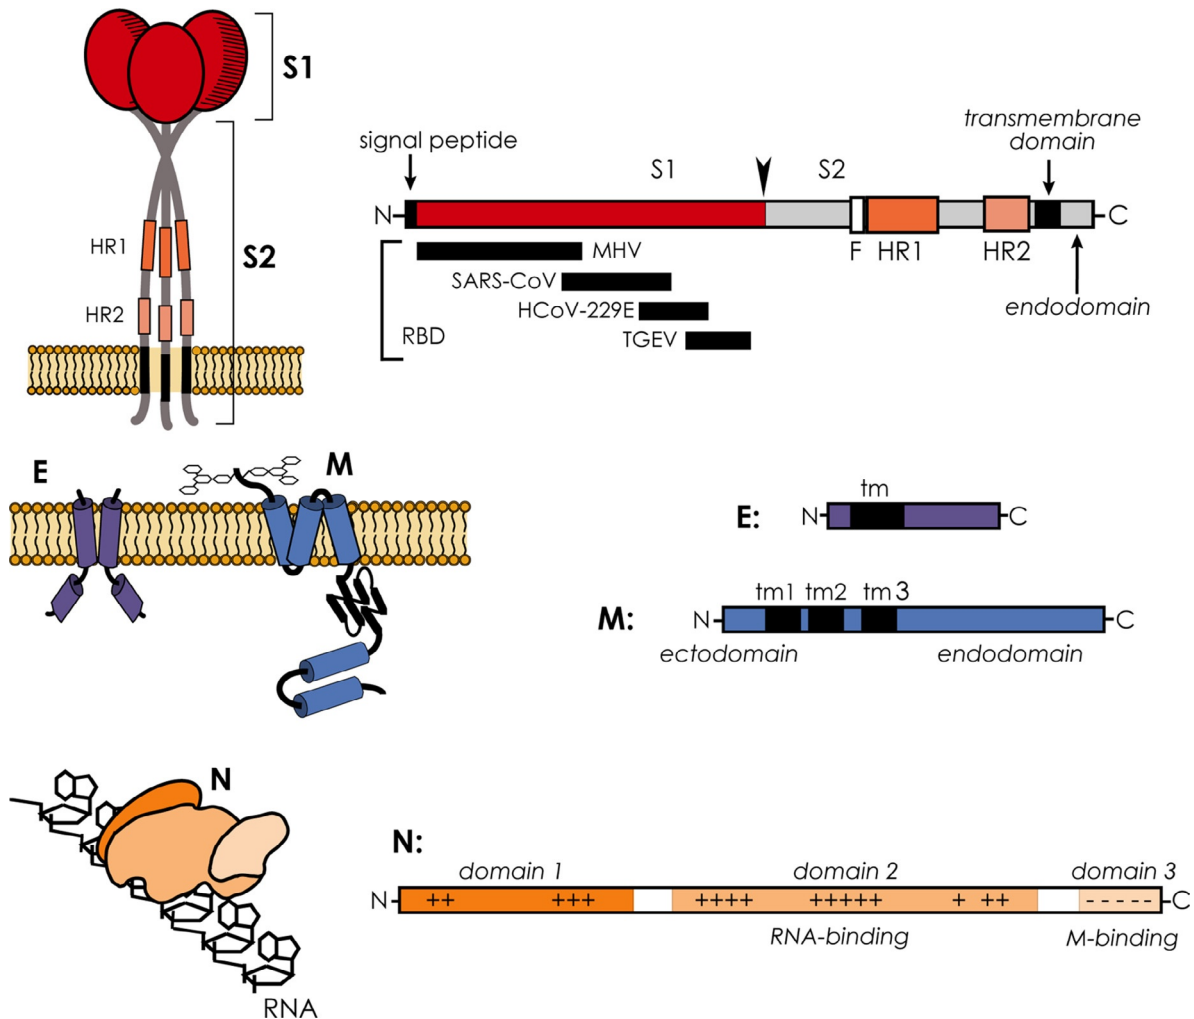 S1
HR1
S2
HR2
signal peptide
S1
S2
transmembrane
domain
N
C
F HR1 HR2
endodomain
MHV
SARS-CoV
HCoV-229E
TGEV
RBD
E
M
tm
E: N C
tm1 tm2 tm3
M: N C
ectodomain endodomain
N
RNA
N:
domain 1 domain 2 domain 3
N ++ +++ ++++ +++++ + ++ ----- C
RNA-binding M-binding